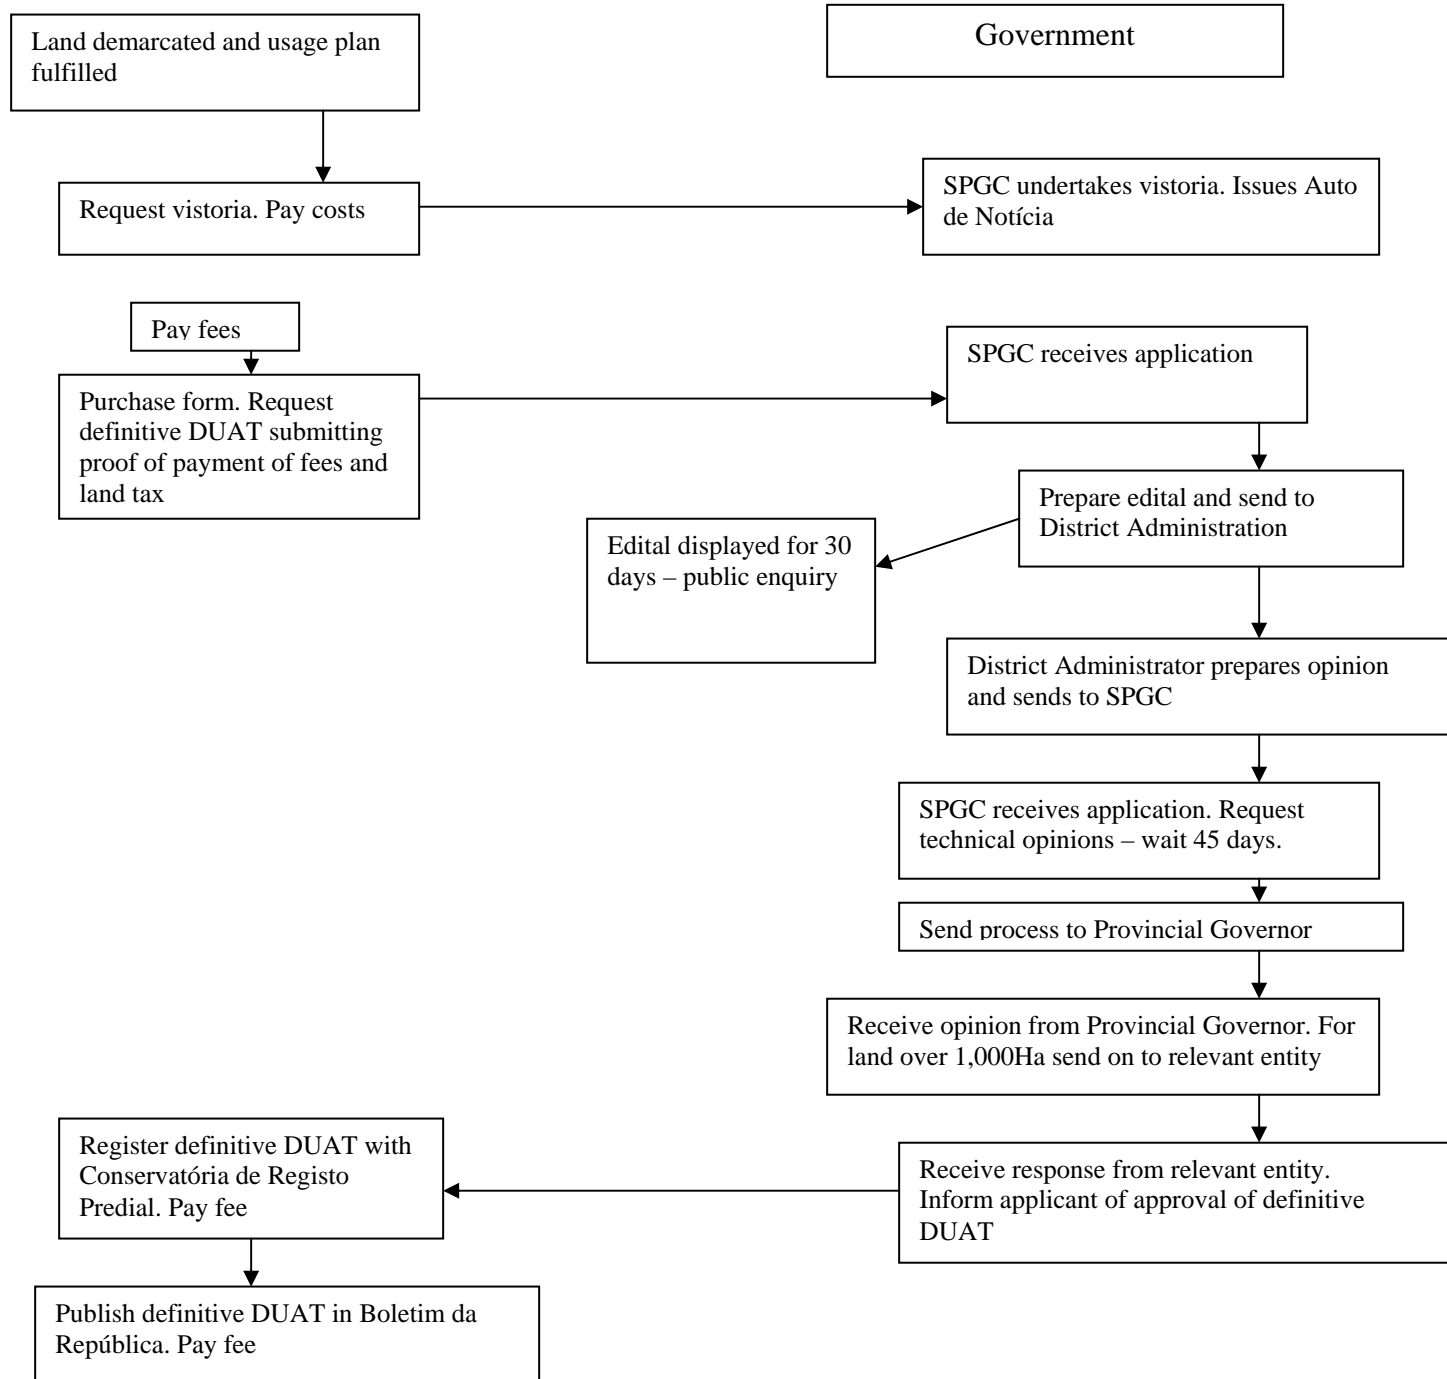 Government
Land demarcated and usage plan
fulfilled
Request vistoria. Pay costs
SPGC undertakes vistoria. Issues Auto
de Notícia
Pay fees
SPGC receives application
Purchase form. Request
definitive DUAT submitting
proof of payment of fees and
land tax
Prepare edital and send to
District Administration
Edital displayed for 30
days – public enquiry
District Administrator prepares opinion
and sends to SPGC
SPGC receives application. Request
technical opinions – wait 45 days.
Send process to Provincial Governor
Receive opinion from Provincial Governor. For
land over 1,000Ha send on to relevant entity
Register definitive DUAT with
Conservatória de Registo
Predial. Pay fee
Receive response from relevant entity.
Inform applicant of approval of definitive
DUAT
Publish definitive DUAT in Boletim da
República. Pay fee